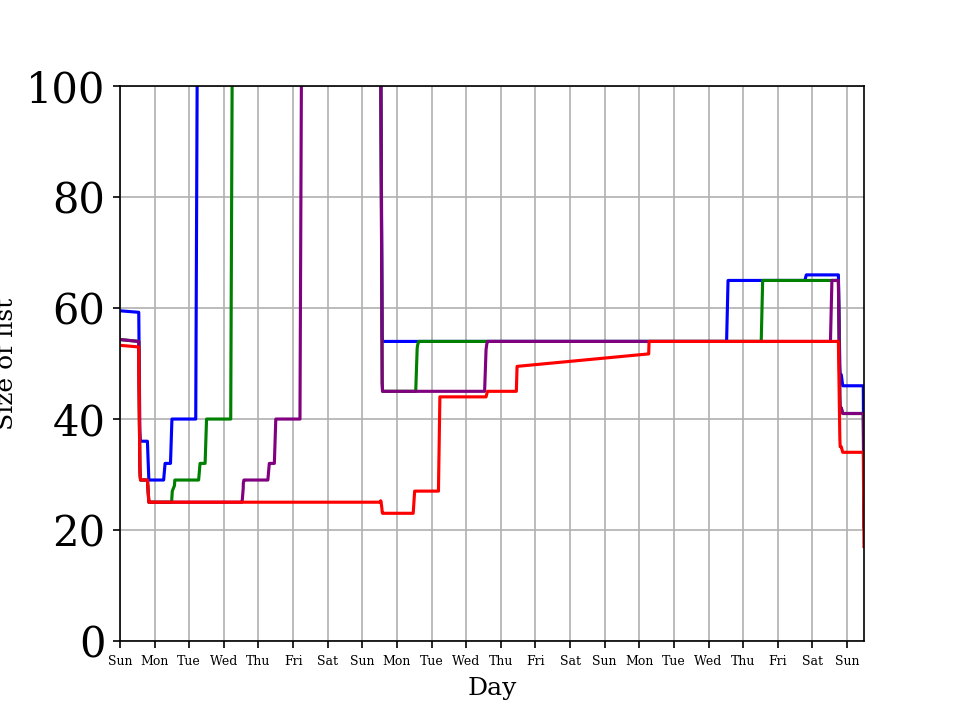 100
80
60
40
20
0
Size of list
Sun Mon Tue Wed Thu Fri Sat Sun Mon Tue Wed Thu Fri Sat Sun Mon Tue Wed Thu Fri Sat Sun
Day